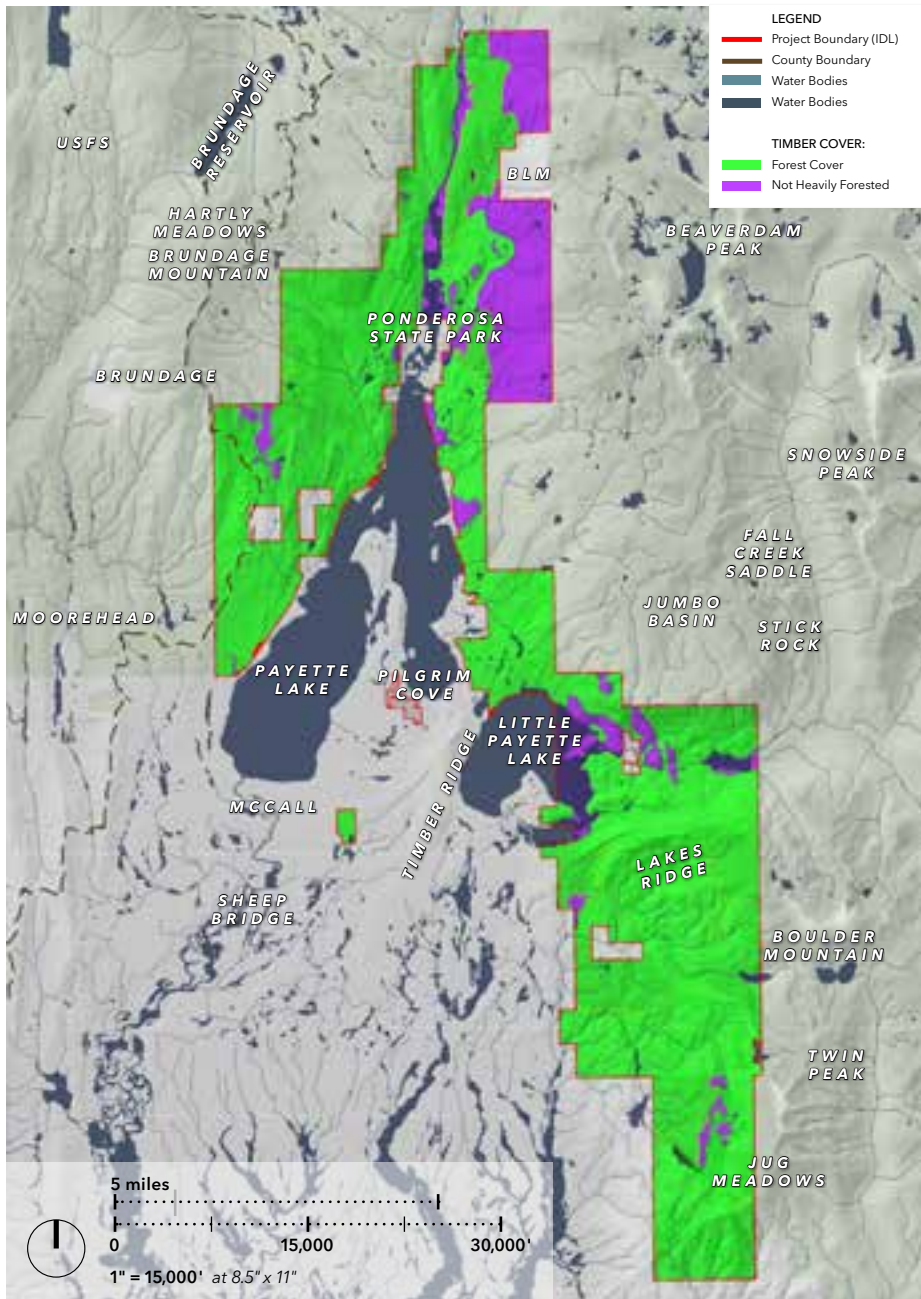 LEGEND
Project Boundary (IDL)
County Boundary
Water Bodies
Water Bodies
TIMBER COVER:
Forest Cover
Not Heavily Forested
BRUNDAGE
RESERVOIR
USFS
BLM
HARTLY
MEADOWS
BRUNDAGE
MOUNTAIN
BEAVERDAM
PEAK
PONDEROSA
STATE PARK
BRUNDAGE
SNOWSIDE
PEAK
FALL
CREEK
SADDLE
JUMBO
BASIN
STICK
ROCK
MOOREHEAD
PAYETTE
LAKE
PILGRIM
COVE
LITTLE
PAYETTE
LAKE
TIMBER RIDGE
MCCALL
LAKES
RIDGE
SHEEP
BRIDGE
BOULDER
MOUNTAIN
TWIN
PEAK
JUG
MEADOWS
5 miles
0 15,000 30,000'
1" = 15,000' at 8.5" x 11"